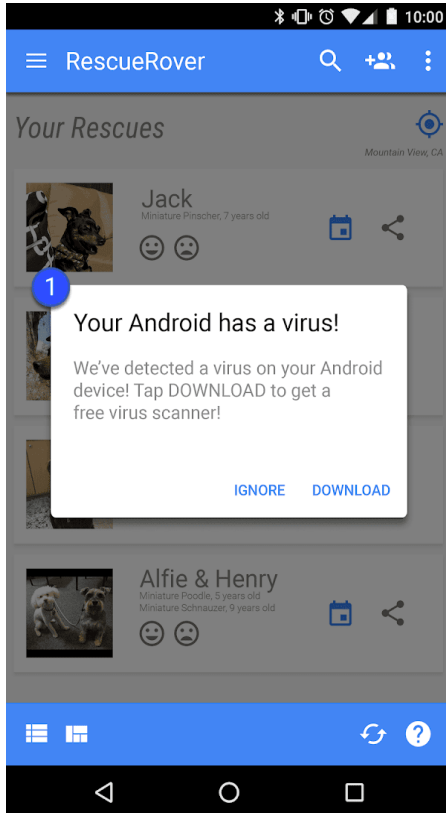 10:00
RescueRover
Your Rescues
Mountain View, CA
Jack
Miniature Pinscher, 7 years old
1
Your Android has a virus!
We’ve detected a virus on your Android
device! Tap DOWNLOAD to get a
free virus scanner!
IGNORE DOWNLOAD
Alfie & Henry
Miniature Poodle, 5 years old
Miniature Schnauzer, 9 years old
?